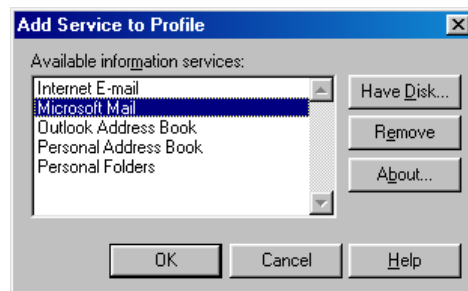 Add Service to Profile
Available information services:
Internet E-mail
Microsoft Mail
Outlook Address Book
Personal Address Book
Personal Folders
Have Disk...
Remove
About...
OK
Cancel
Help